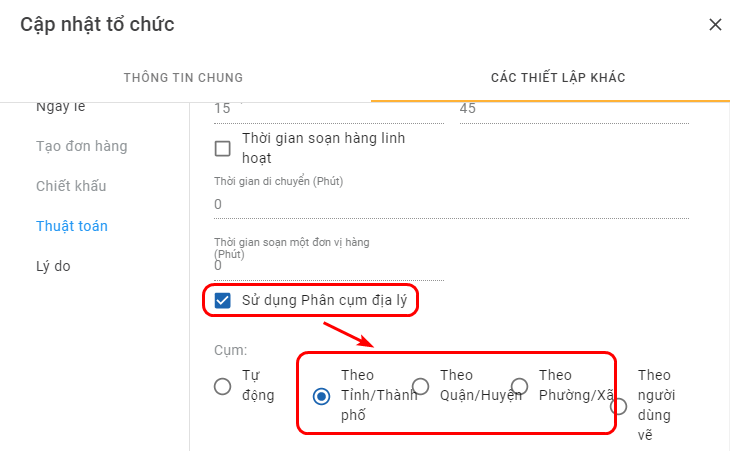 Cập nhật tổ chức
THÔNG TIN CHUNG
CÁC THIẾT LẬP KHÁC
Ngày lễ
Tạo đơn hàng
Chiết khấu
Thuật toán
Lý do
15
45
Thời gian soạn hàng linh
hoạt
Thời gian di chuyển (Phút)
0
Thời gian soạn một đơn vị hàng
(Phút)
0
Sử dụng Phân cụm địa lý
Cụm:
Tự
động
Theo
Tỉnh/Thành
phố
Theo
Quận/Huyện
Theo
Phường/Xã
Theo
người
dùng
vẽ